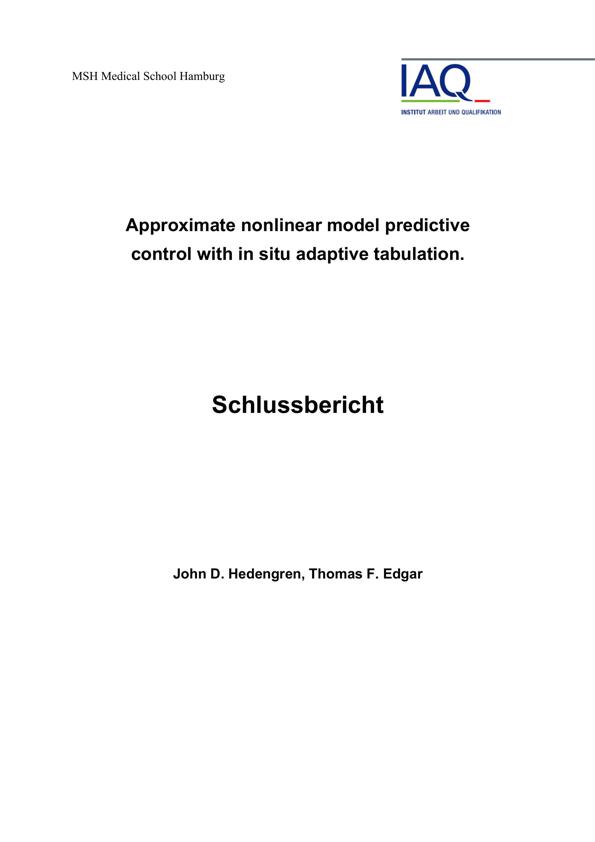 MSH Medical School Hamburg
IAQ
INSTITUT ARBEIT UND QUALIFIKATION
Approximate nonlinear model predictive
control with in situ adaptive tabulation.
Schlussbericht
John D. Hedengren, Thomas F. Edgar